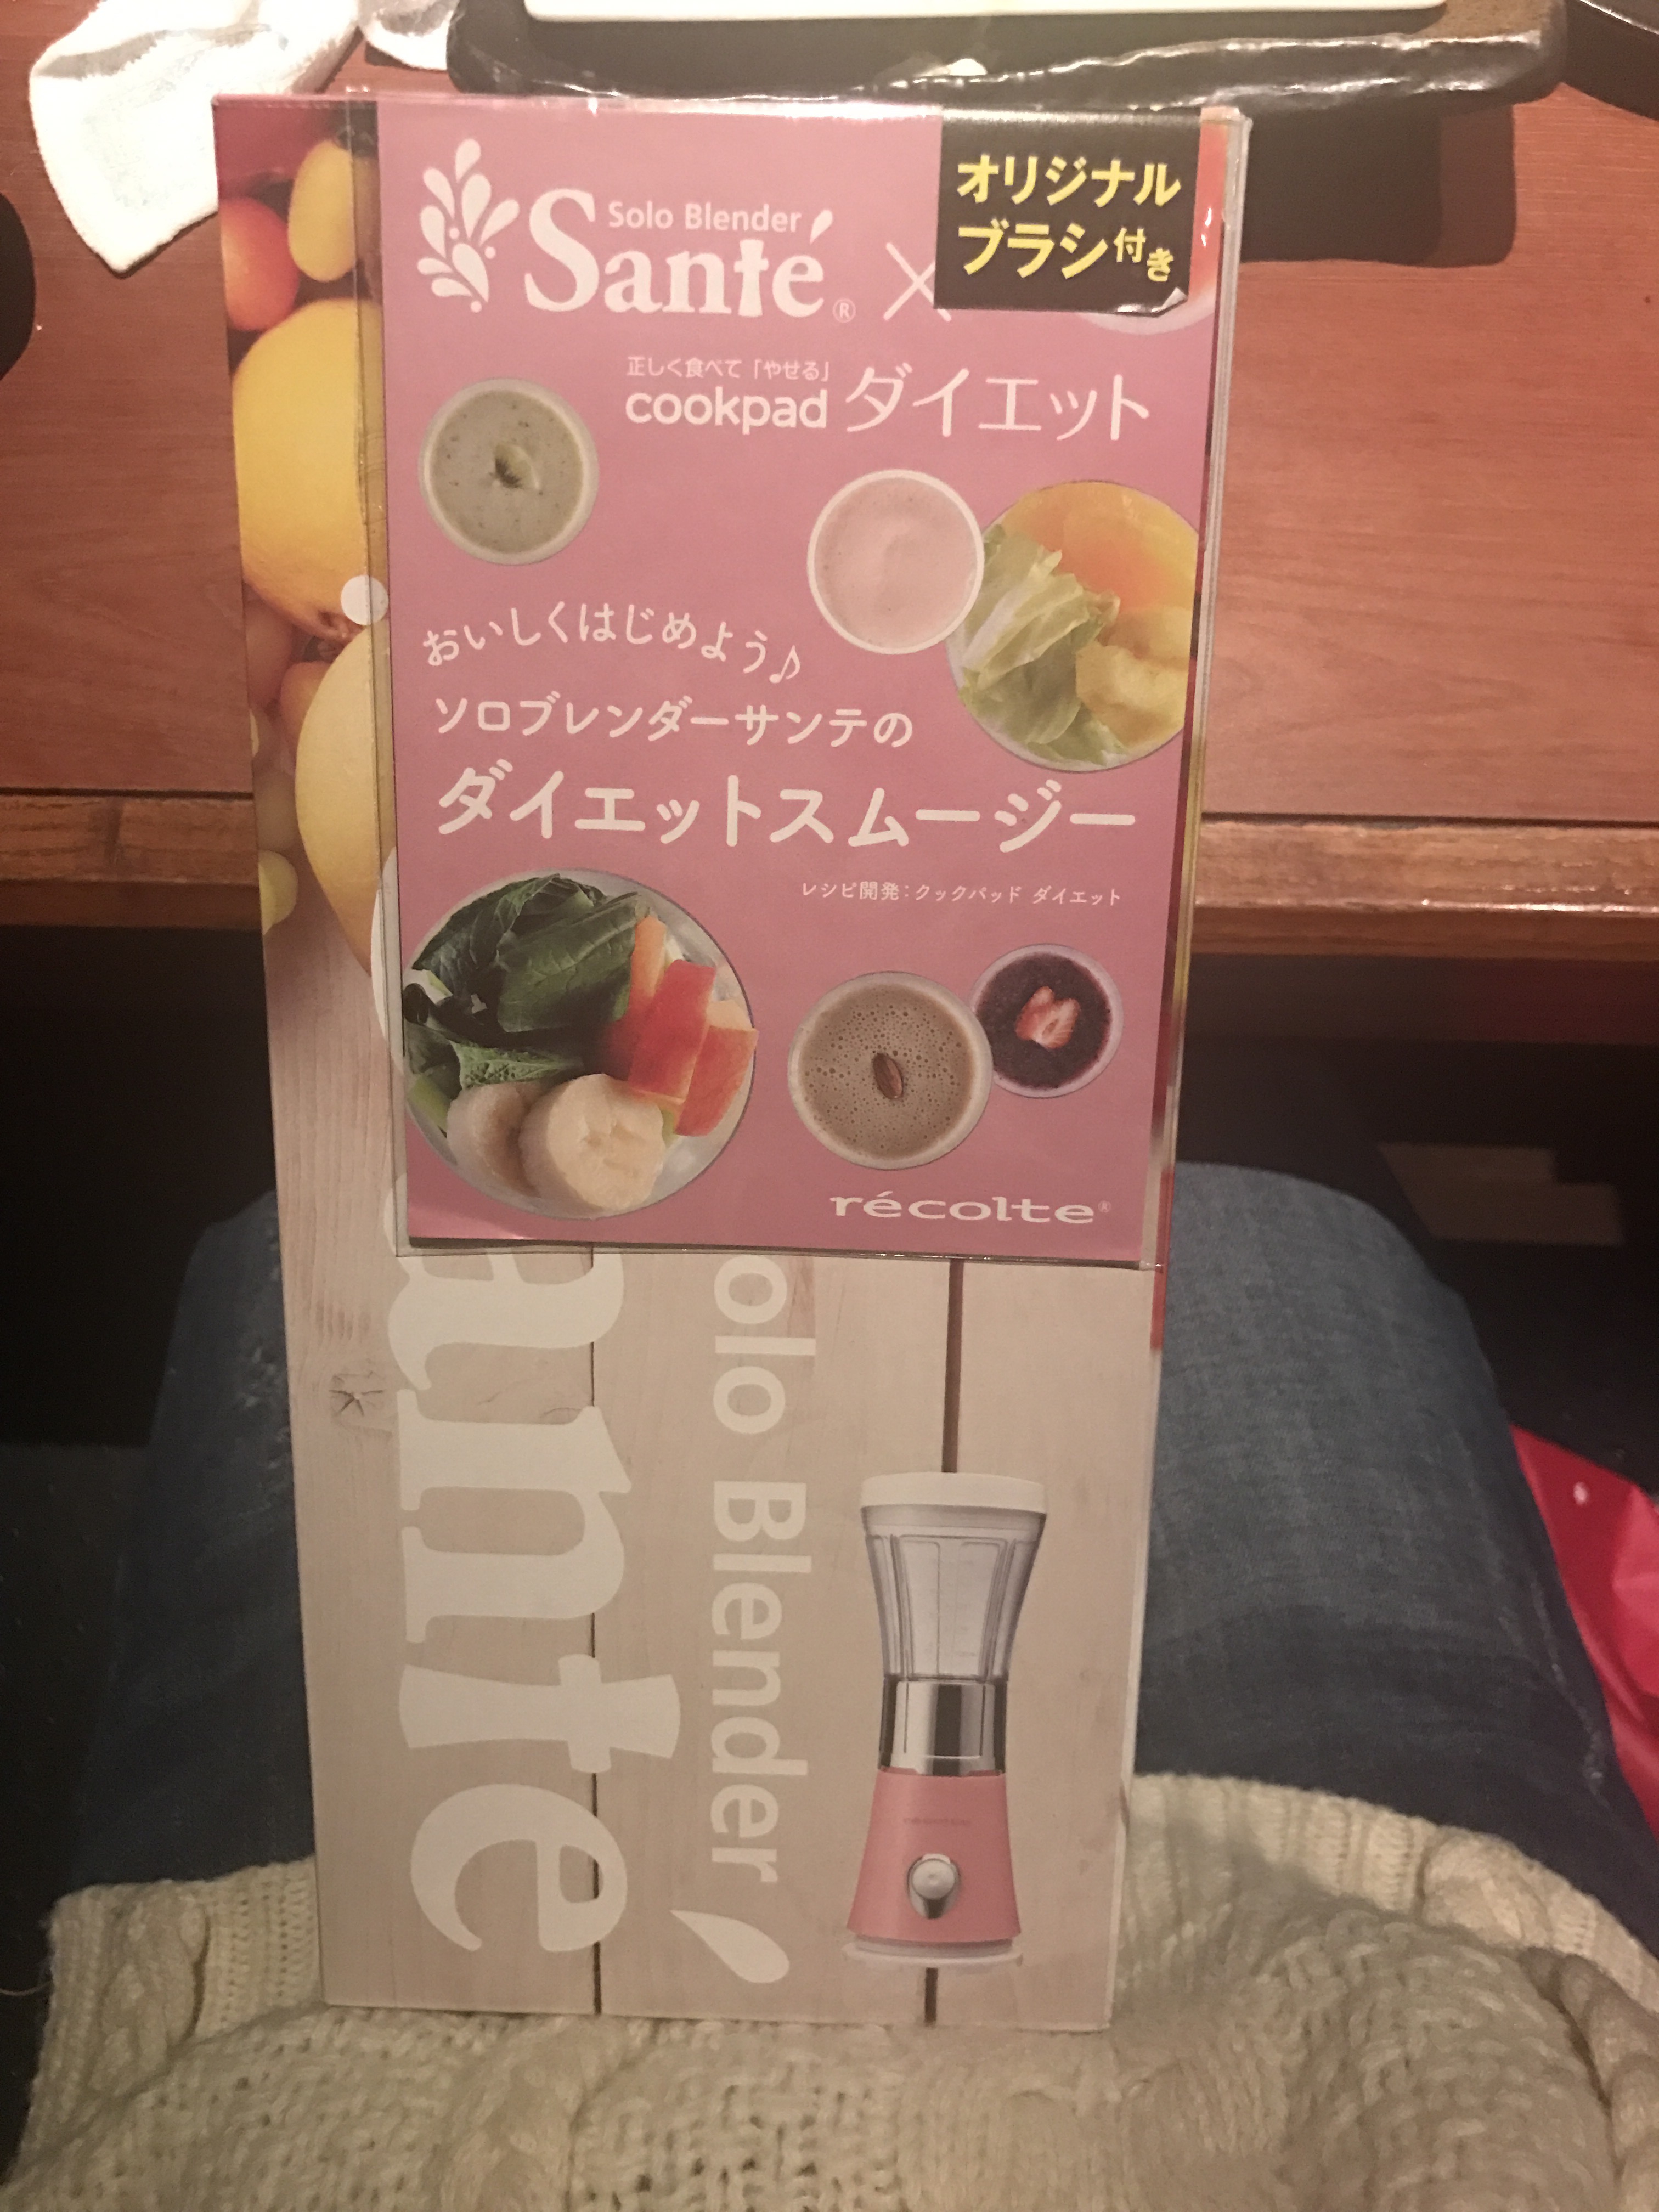 オリジナル
ブラシ付き
Solo Blender
Santé® ×
正しく食べて「やせる」
cookpad ダイエット
おいしくはじめよう♪
ソロブレンダーサンテの
ダイエットスムージー
レシピ開発：クックパッド ダイエット
récolte®
olo Blender
anté